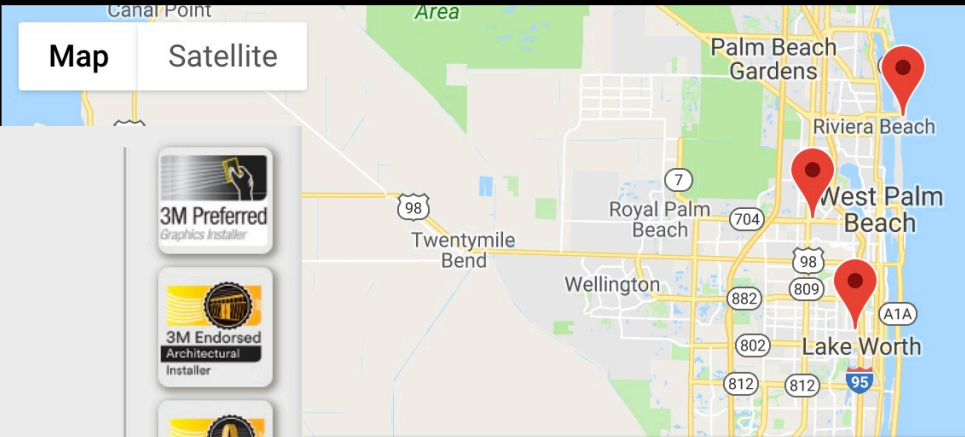 Canal Point
Area
Map
Satellite
Palm Beach
Gardens
Riviera Beach
3M Preferred
Graphics Installer
7
98
Royal Palm
Beach
704
West Palm
Beach
Twentymile
Bend
98
Wellington
809
882
3M Endorsed
Architectural
Installer
A1A
802
Lake Worth
812
812
95